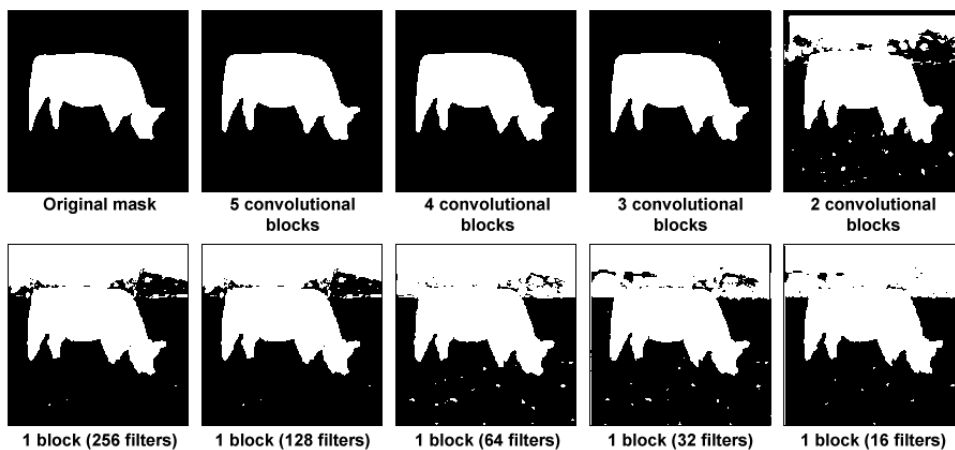 Original mask
5 convolutional
blocks
4 convolutional
blocks
3 convolutional
blocks
2 convolutional
blocks
1 block (256 filters)
1 block (128 filters)
1 block (64 filters)
1 block (32 filters)
1 block (16 filters)